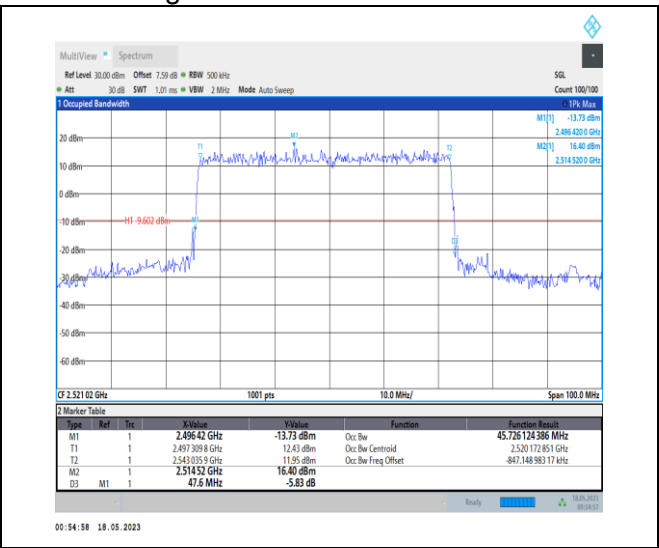 MultiView Spectrum
Ref Level 30.00 dBm Offset 7.59 dB RBW 500 kHz SGL
Att 30 dB SWT 1.01 ms VBW 2 MHz Mode Auto Sweep Count 100/100
1 Occupied Bandwidth 1Pk Max
M1[1] -13.73 dBm
2.496 420 0 GHz
M2[1] 16.40 dBm
2.514 520 0 GHz
20 dBm
M2
T1
T2
10 dBm
0 dBm
-10 dBm
H1 -9.602 dBm
M1
D3
-20 dBm
-30 dBm
-40 dBm
-50 dBm
-60 dBm
CF 2.521 02 GHz 1001 pts 10.0 MHz/ Span 100.0 MHz
2 Marker Table
Type Ref Trc X-Value Y-Value Function Function Result
M1 1 2.496 42 GHz -13.73 dBm Occ Bw 45.726 124 386 MHz
T1 1 2.497 309 8 GHz 12.43 dBm Occ Bw Centroid 2.520 172 851 GHz
T2 1 2.543 035 9 GHz 11.95 dBm Occ Bw Freq Offset -847.148 983 17 kHz
M2 1 2.514 52 GHz 16.40 dBm
D3 M1 1 47.6 MHz -5.83 dB
Ready 18.05.2023
00:54:57
00:54:58 18.05.2023